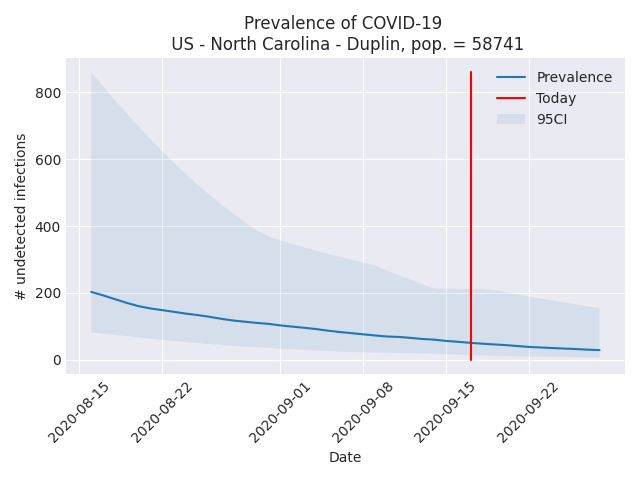 Prevalence of COVID-19
US - North Carolina - Duplin, pop. = 58741
Prevalence
Today
95CI
800
600
400
200
0
# undetected infections
2020-08-15
2020-08-22
2020-09-01
2020-09-08
2020-09-15
2020-09-22
Date